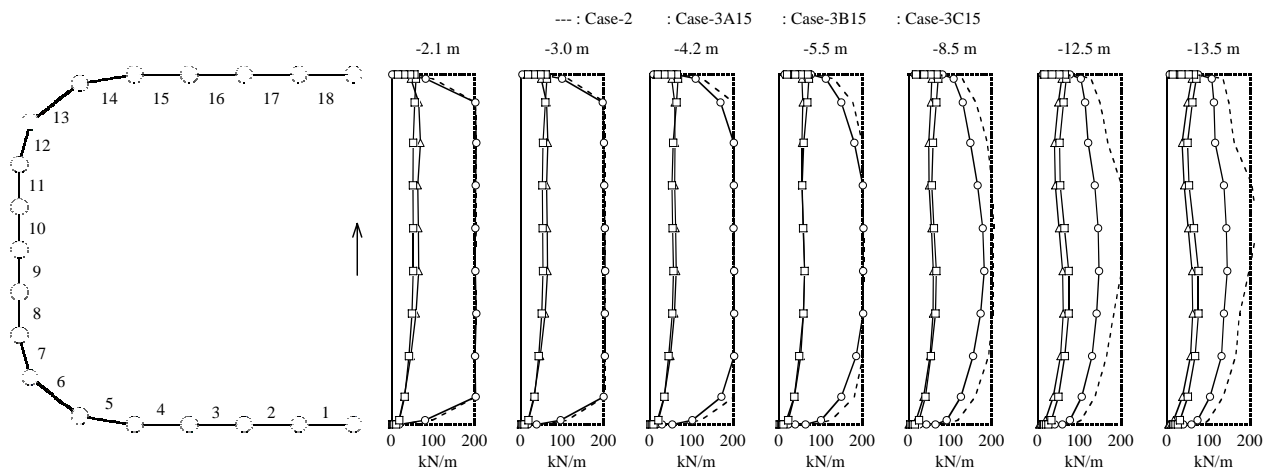 --- : Case-2 : Case-3A15 : Case-3B15 : Case-3C15
-2.1 m -3.0 m -4.2 m -5.5 m -8.5 m -12.5 m -13.5 m
14 15 16 17 18
13
12
11
10
9
8
7
6
5 4 3 2 1
0 100 200 0 100 200 0 100 200 0 100 200 0 100 200 0 100 200 0 100 200
kN/m kN/m kN/m kN/m kN/m kN/m kN/m